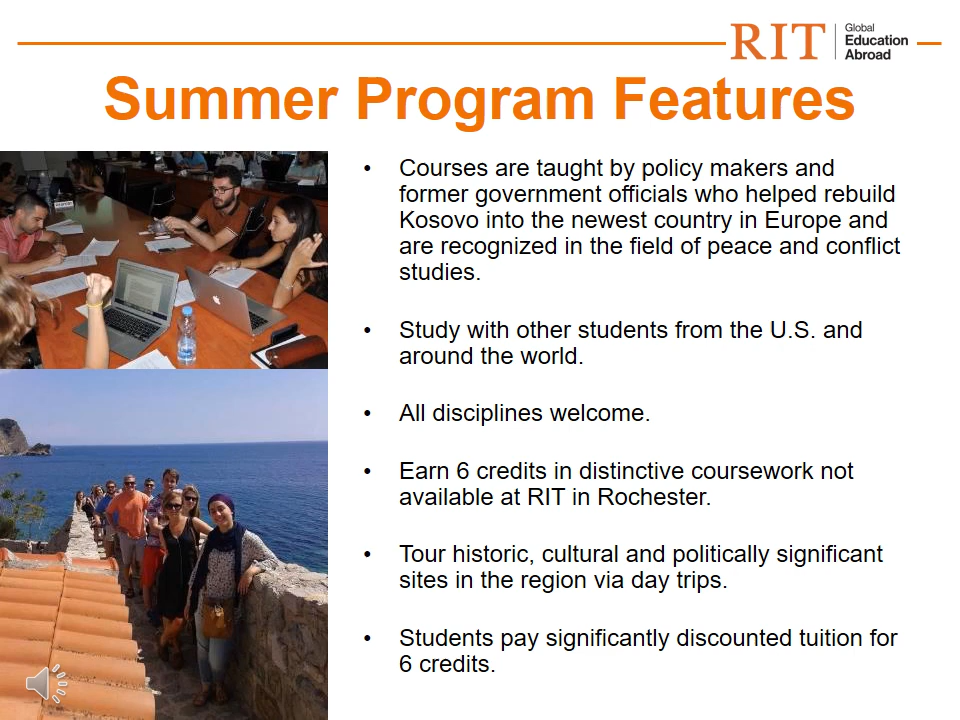 RIT
Global
Education
Abroad
Summer Program Features
• Courses are taught by policy makers and
former government officials who helped rebuild
Kosovo into the newest country in Europe and
are recognized in the field of peace and conflict
studies.
• Study with other students from the U.S. and
around the world.
• All disciplines welcome.
• Earn 6 credits in distinctive coursework not
available at RIT in Rochester.
• Tour historic, cultural and politically significant
sites in the region via day trips.
• Students pay significantly discounted tuition for
6 credits.